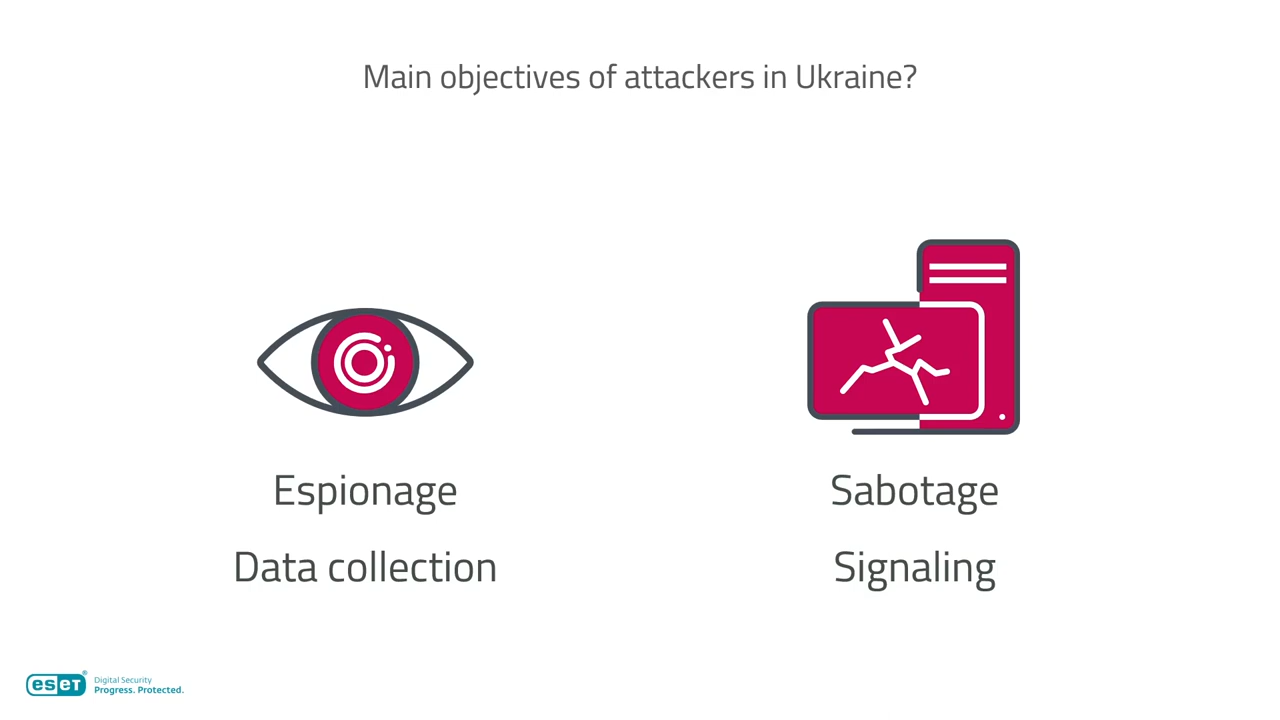 Main objectives of attackers in Ukraine?
Espionage
Data collection
Sabotage
Signaling
eset®
Digital Security
Progress. Protected.